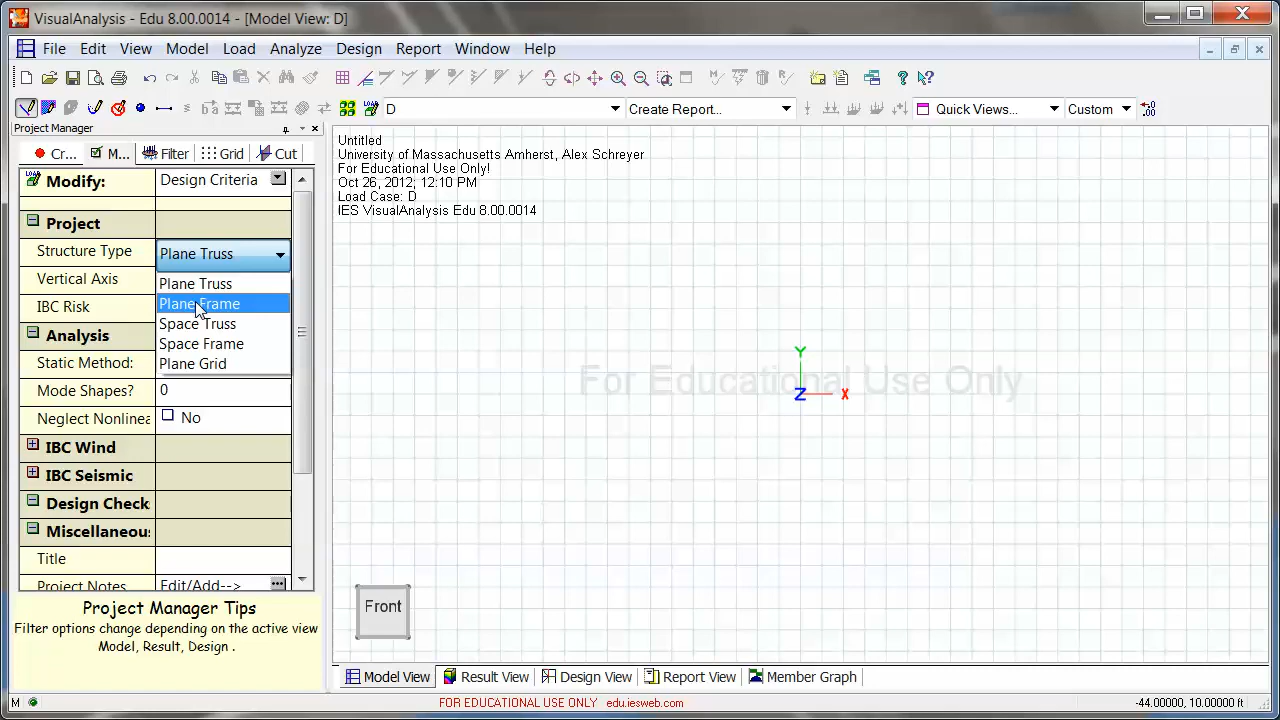 VisualAnalysis - Edu 8.00.0014 - [Model View: D]
File Edit View Model Load Analyze Design Report Window Help
D Create Report... Quick Views... Custom
Project Manager
Cr... M... Filter Grid Cut
Modify: Design Criteria
Project
Structure Type Plane Truss
Vertical Axis Plane Truss
IBC Risk Plane Frame
Space Truss
Analysis Space Frame
Static Method: Plane Grid
Mode Shapes? 0
Neglect Nonlinea No
IBC Wind
IBC Seismic
Design Check
Miscellaneou
Title
Project Notes Edit/Add-->
Project Manager Tips
Filter options change depending on the active view
Model, Result, Design .
Untitled
University of Massachusetts Amherst, Alex Schreyer
For Educational Use Only!
Oct 26, 2012; 12:10 PM
Load Case: D
IES VisualAnalysis Edu 8.00.0014
Y
For Educational Use Only
Z X
Front
Model View Result View Design View Report View Member Graph
M FOR EDUCATIONAL USE ONLY edu.iesweb.com -44.00000, 10.00000 ft